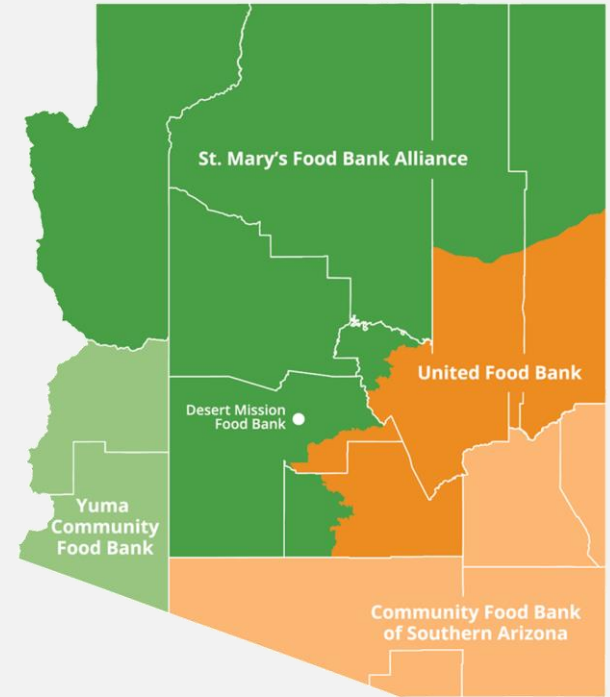 St. Mary's Food Bank Alliance
United Food Bank
Desert Mission
Food Bank
Yuma
Community
Food Bank
Community Food Bank
of Southern Arizona